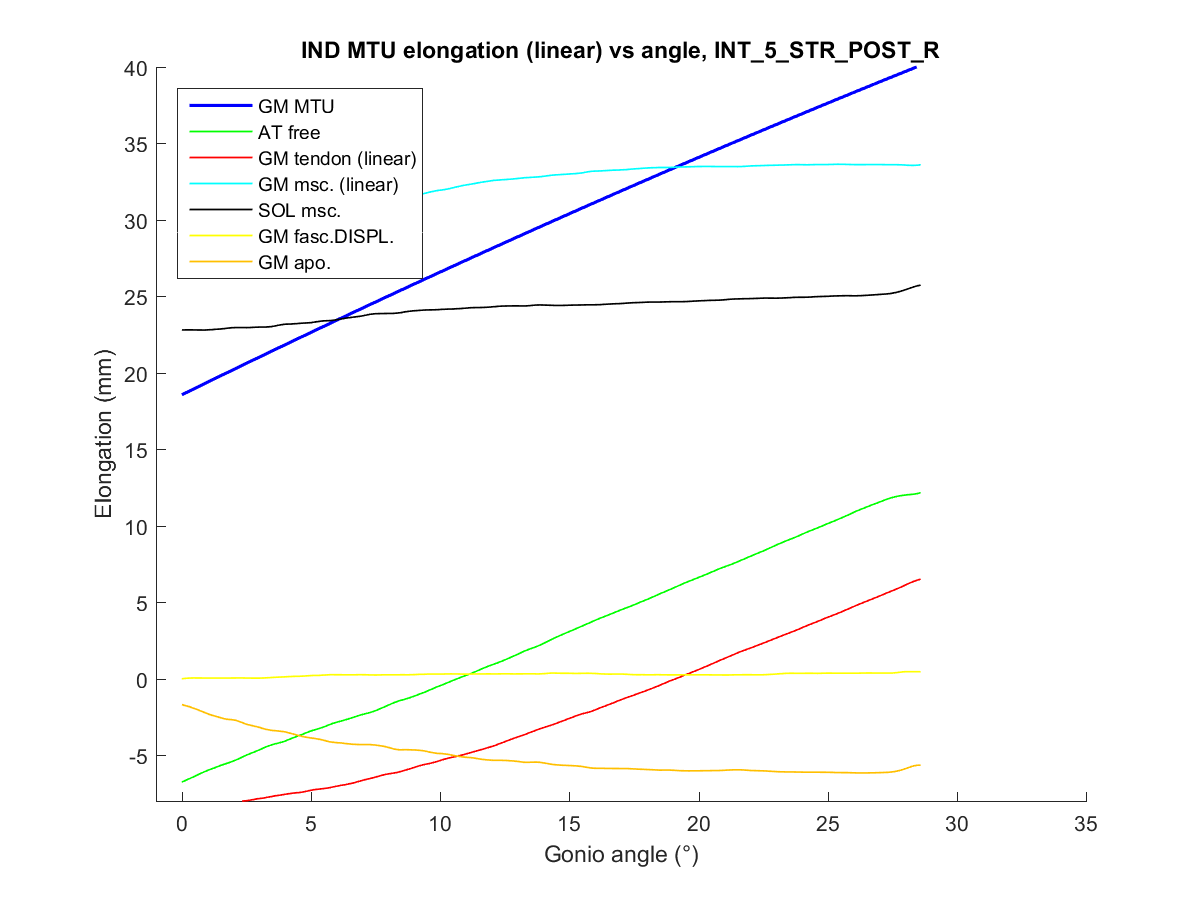 IND MTU elongation (linear) vs angle, INT_5_STR_POST_R
40
35
30
25
20
15
10
5
0
-5
Elongation (mm)
GM MTU
AT free
GM tendon (linear)
GM msc. (linear)
SOL msc.
GM fasc.DISPL.
GM apo.
0 5 10 15 20 25 30 35
Gonio angle (°)